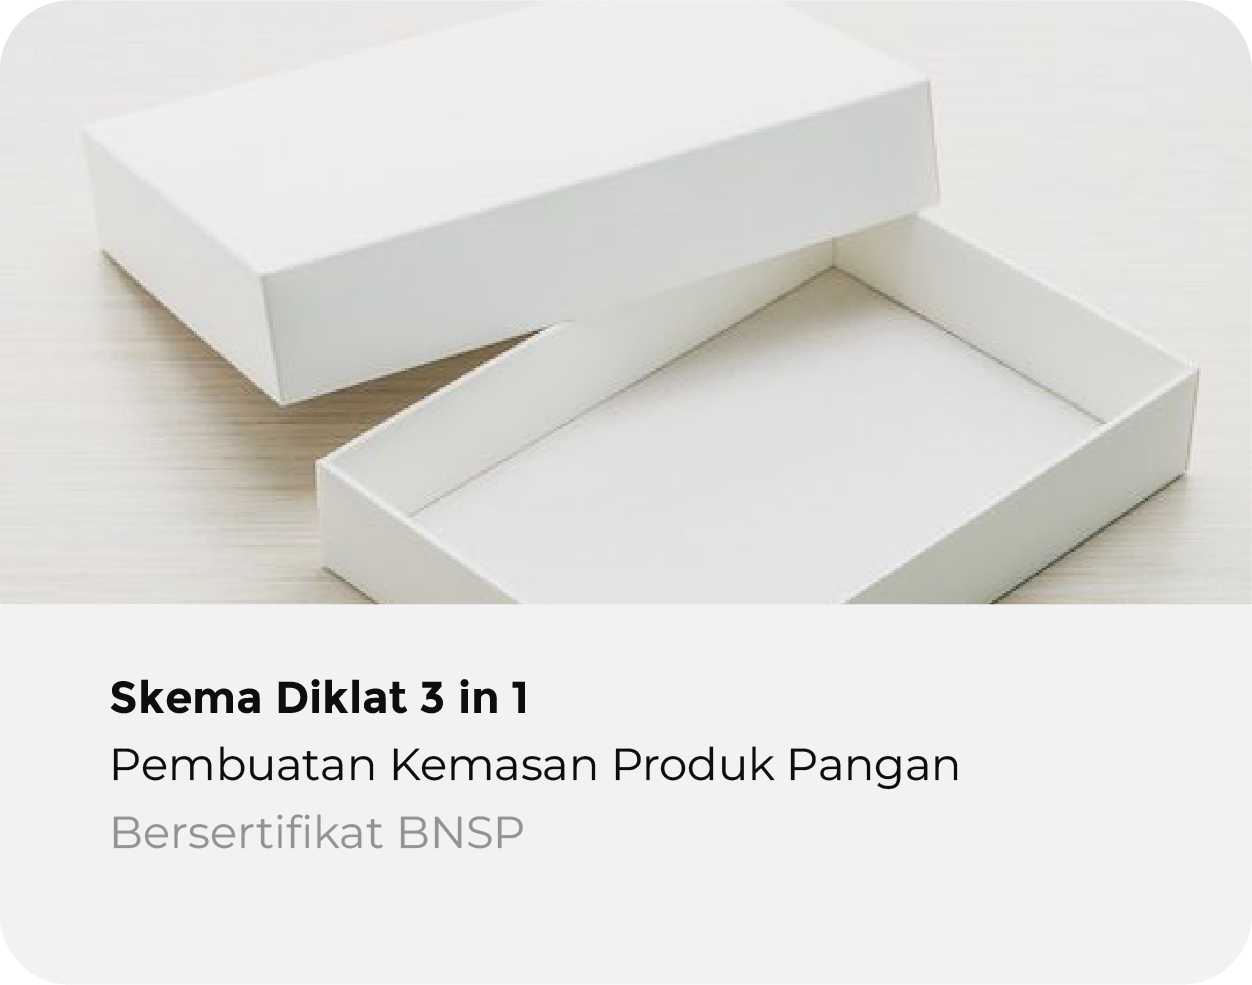 Skema Diklat 3 in 1
Pembuatan Kemasan Produk Pangan
Bersertifikat BNSP